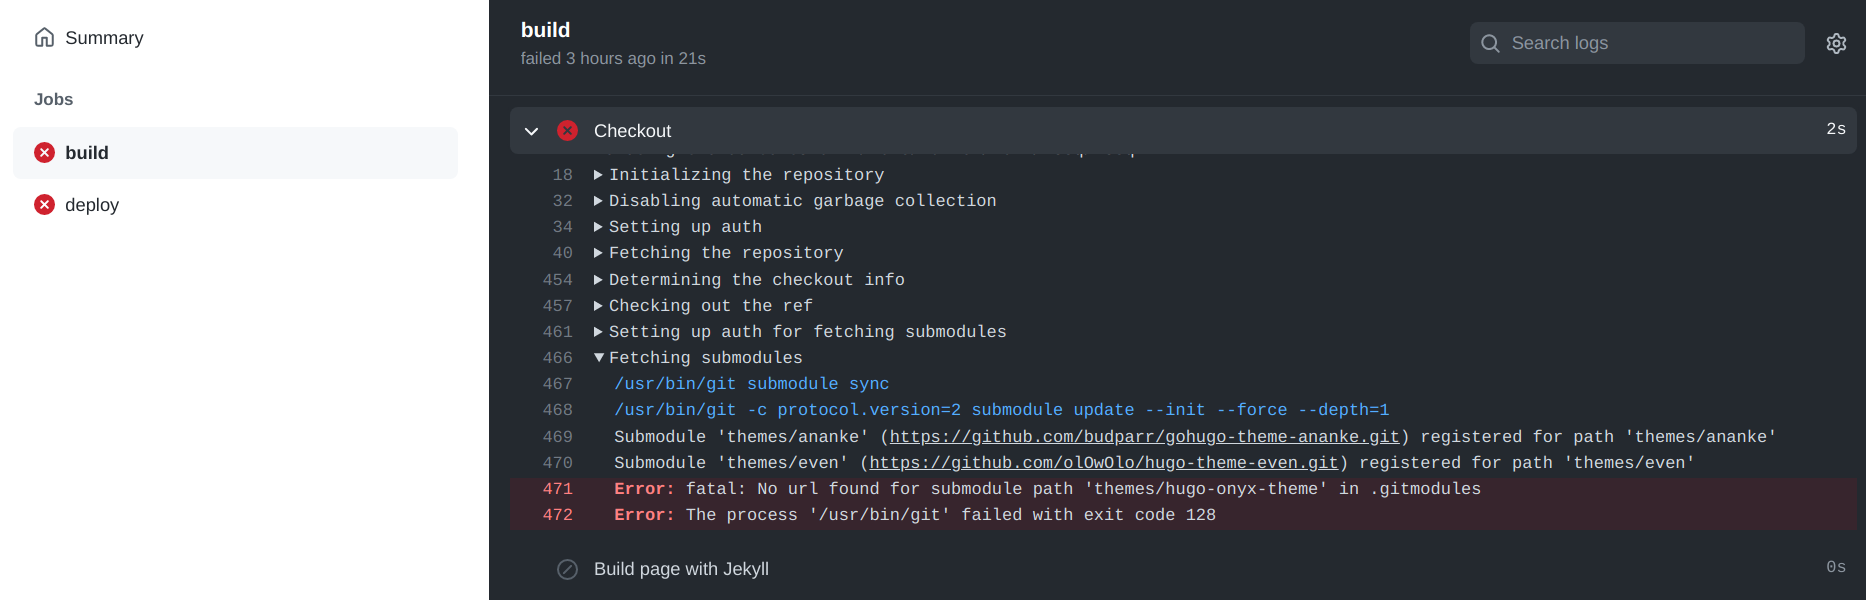 Summary
Jobs
build
deploy
build
failed 3 hours ago in 21s
Search logs
Checkout
2s
18 Initializing the repository
32 Disabling automatic garbage collection
34 Setting up auth
40 Fetching the repository
454 Determining the checkout info
457 Checking out the ref
461 Setting up auth for fetching submodules
466 Fetching submodules
467 /usr/bin/git submodule sync
468 /usr/bin/git -c protocol.version=2 submodule update --init --force --depth=1
469 Submodule 'themes/ananke' (https://github.com/budparr/gohugo-theme-ananke.git) registered for path 'themes/ananke'
470 Submodule 'themes/even' (https://github.com/olOwOlo/hugo-theme-even.git) registered for path 'themes/even'
471 Error: fatal: No url found for submodule path 'themes/hugo-onyx-theme' in .gitmodules
472 Error: The process '/usr/bin/git' failed with exit code 128
Build page with Jekyll
0s